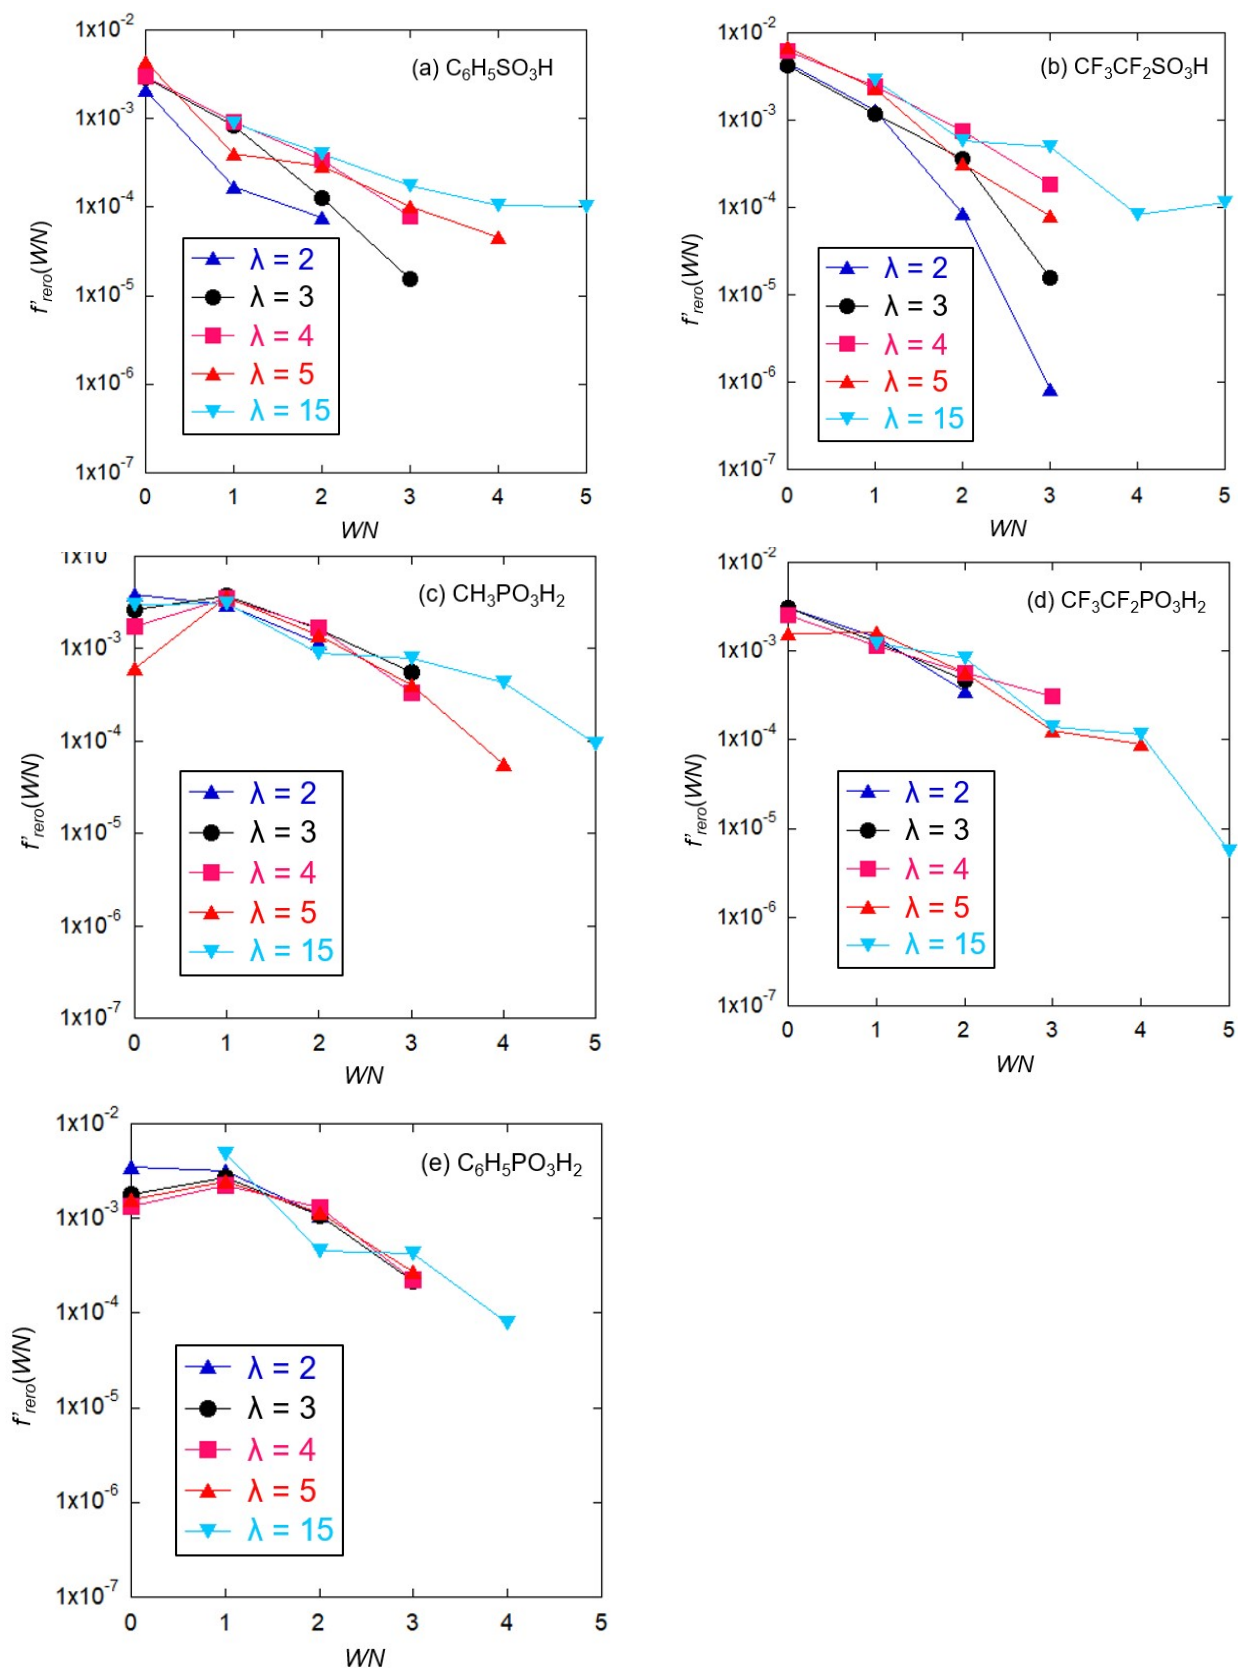 (a) C₆H₅SO₃H
1x10⁻²
1x10⁻³
1x10⁻⁴
1x10⁻⁵
1x10⁻⁶
1x10⁻⁷
f'rero(WN)
λ = 2
λ = 3
λ = 4
λ = 5
λ = 15
0 1 2 3 4 5
WN
(b) CF₃CF₂SO₃H
1x10⁻²
1x10⁻³
1x10⁻⁴
1x10⁻⁵
1x10⁻⁶
1x10⁻⁷
f'rero(WN)
λ = 2
λ = 3
λ = 4
λ = 5
λ = 15
0 1 2 3 4 5
WN
(c) CH₃PO₃H₂
1x10
1x10⁻³
1x10⁻⁴
1x10⁻⁵
1x10⁻⁶
1x10⁻⁷
f'rero(WN)
λ = 2
λ = 3
λ = 4
λ = 5
λ = 15
0 1 2 3 4 5
WN
(d) CF₃CF₂PO₃H₂
1x10⁻²
1x10⁻³
1x10⁻⁴
1x10⁻⁵
1x10⁻⁶
1x10⁻⁷
f'rero(WN)
λ = 2
λ = 3
λ = 4
λ = 5
λ = 15
0 1 2 3 4 5
WN
(e) C₆H₅PO₃H₂
1x10⁻²
1x10⁻³
1x10⁻⁴
1x10⁻⁵
1x10⁻⁶
1x10⁻⁷
f'rero(WN)
λ = 2
λ = 3
λ = 4
λ = 5
λ = 15
0 1 2 3 4 5
WN